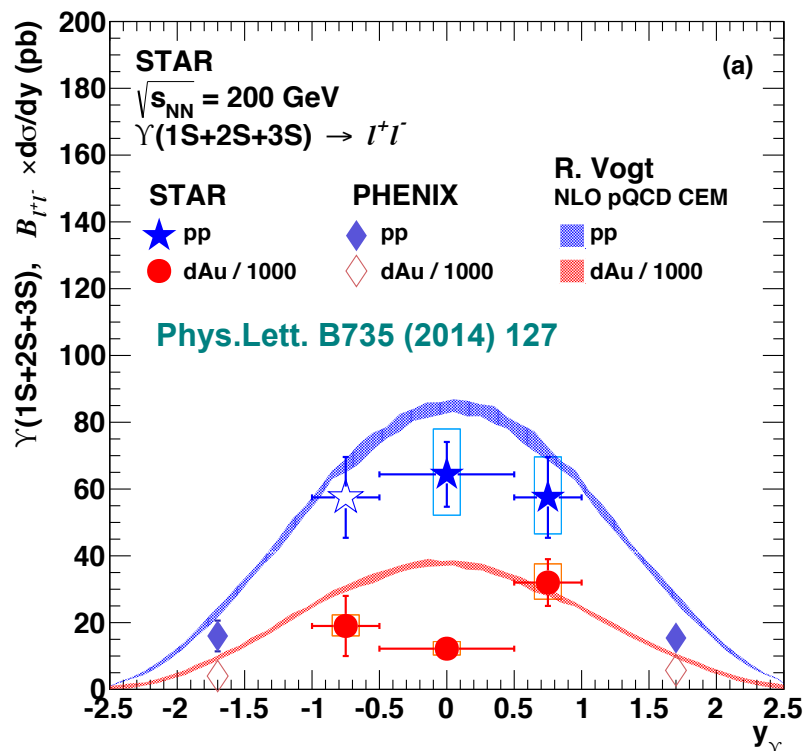 STAR
√s_NN = 200 GeV
ϒ(1S+2S+3S) → l⁺l⁻
(a)
STAR PHENIX R. Vogt
NLO pQCD CEM
pp pp pp
dAu / 1000 dAu / 1000 dAu / 1000
Phys.Lett. B735 (2014) 127
ϒ(1S+2S+3S), B_l⁺l⁻ ×dσ/dy (pb)
200
180
160
140
120
100
80
60
40
20
0
-2.5 -2 -1.5 -1 -0.5 0 0.5 1 1.5 2 2.5
y_ϒ